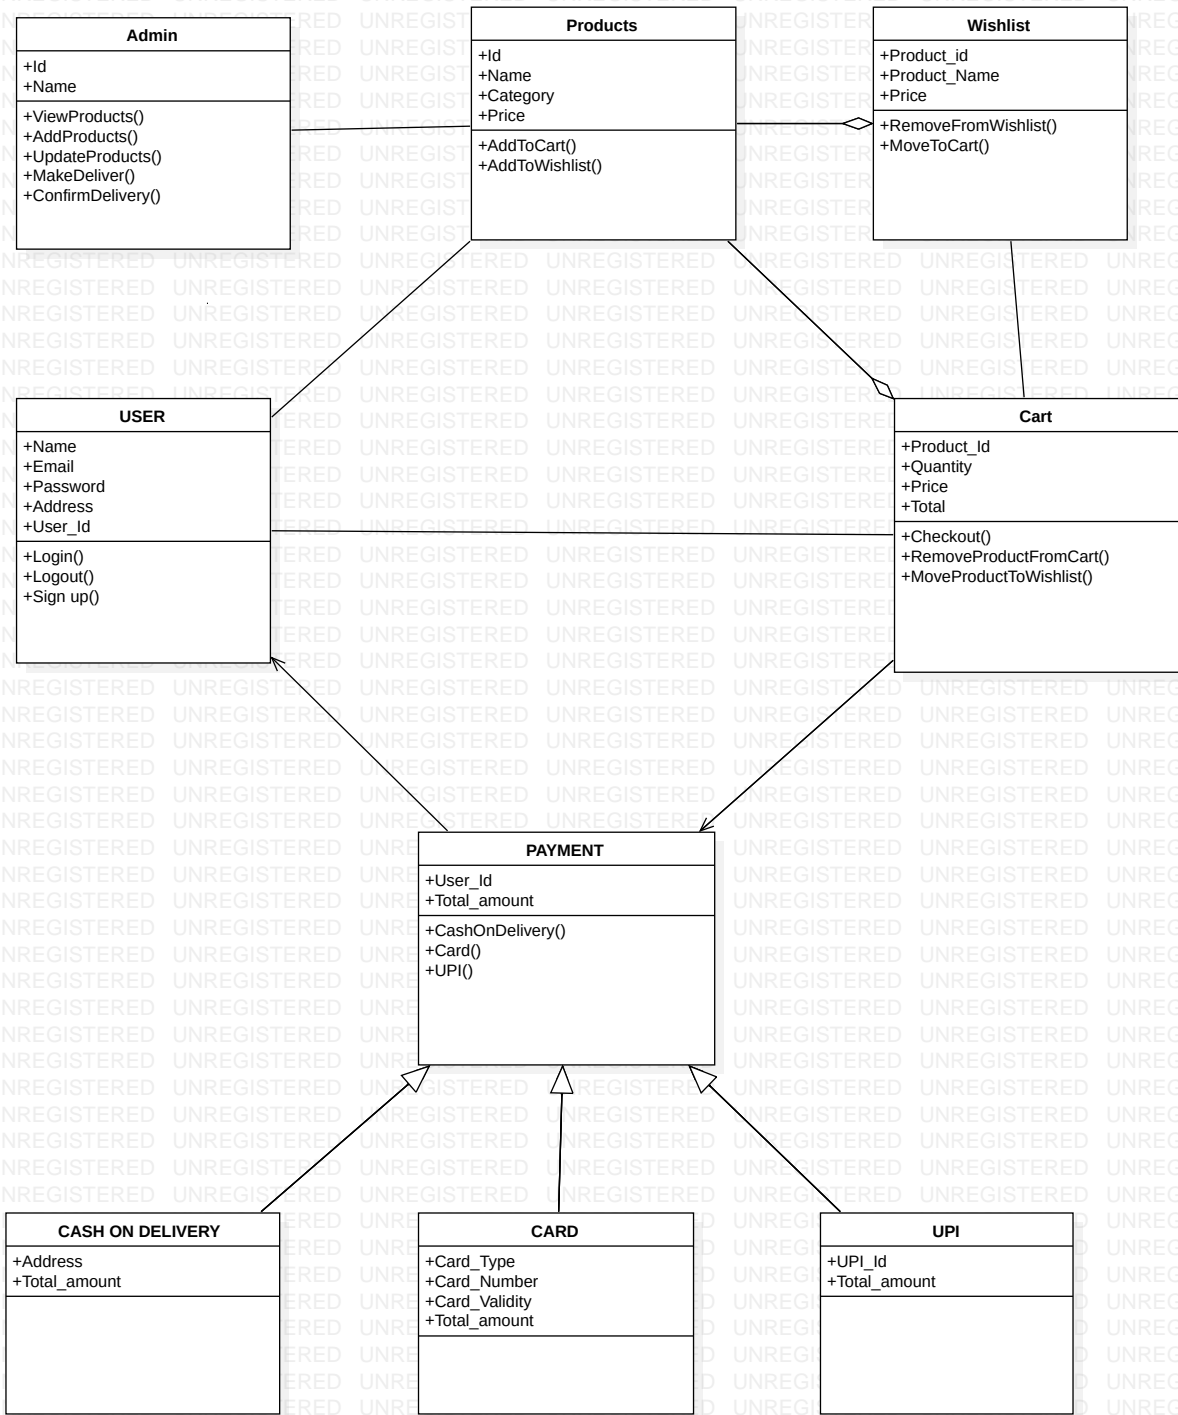 Admin
+Id
+Name
+ViewProducts()
+AddProducts()
+UpdateProducts()
+MakeDeliver()
+ConfirmDelivery()
Products
+Id
+Name
+Category
+Price
+AddToCart()
+AddToWishlist()
Wishlist
+Product_id
+Product_Name
+Price
+RemoveFromWishlist()
+MoveToCart()
USER
+Name
+Email
+Password
+Address
+User_Id
+Login()
+Logout()
+Sign up()
Cart
+Product_Id
+Quantity
+Price
+Total
+Checkout()
+RemoveProductFromCart()
+MoveProductToWishlist()
PAYMENT
+User_Id
+Total_amount
+CashOnDelivery()
+Card()
+UPI()
CASH ON DELIVERY
+Address
+Total_amount
CARD
+Card_Type
+Card_Number
+Card_Validity
+Total_amount
UPI
+UPI_Id
+Total_amount
UNREGISTERED